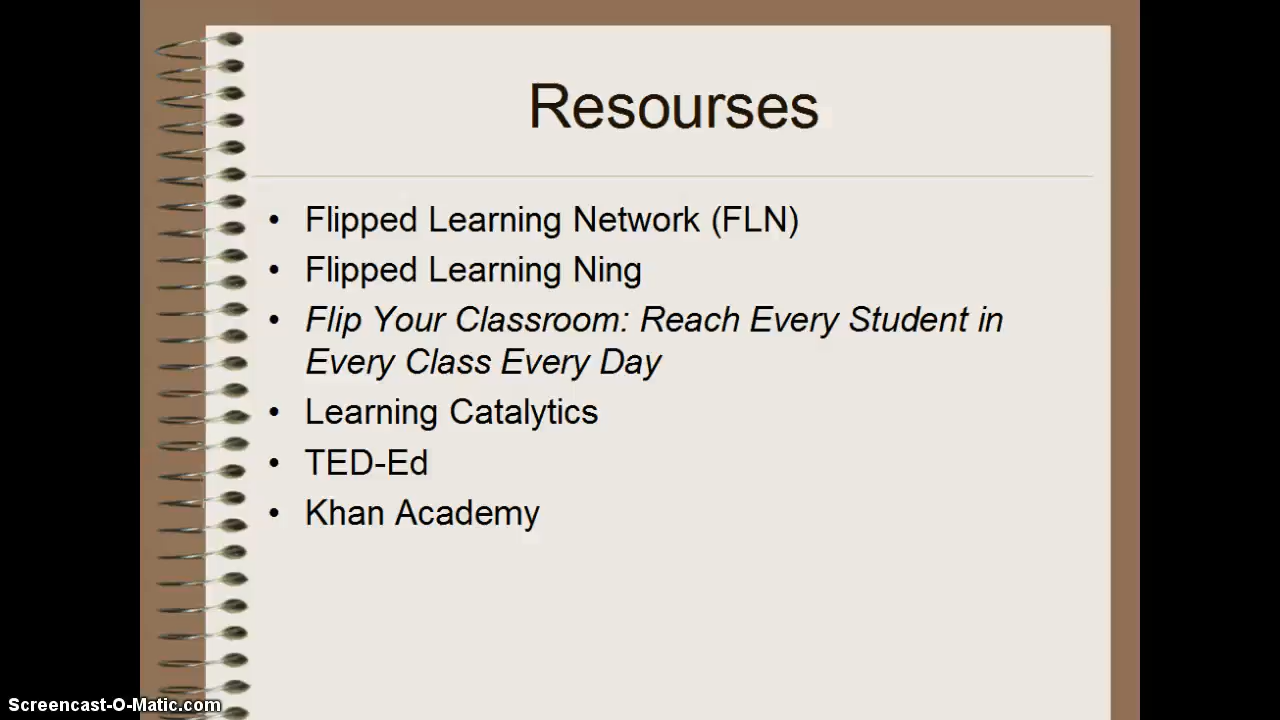 Resourses
• Flipped Learning Network (FLN)
• Flipped Learning Ning
• Flip Your Classroom: Reach Every Student in
Every Class Every Day
• Learning Catalytics
• TED-Ed
• Khan Academy
Screencast-O-Matic.com